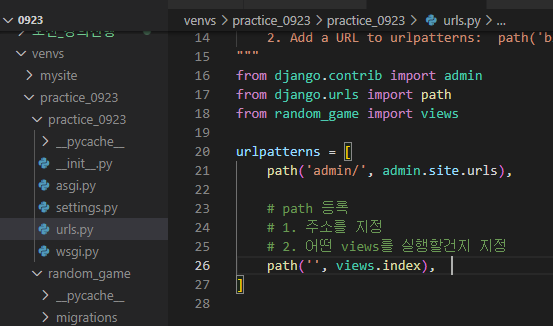 0923
venvs > practice_0923 > practice_0923 > urls.py > ...
venvs
mysite
practice_0923
practice_0923
__pycache__
__init__.py
asgi.py
settings.py
urls.py
wsgi.py
random_game
__pycache__
migrations
14 2. Add a URL to urlpatterns: path('b
15 """
16 from django.contrib import admin
17 from django.urls import path
18 from random_game import views
19
20 urlpatterns = [
21 path('admin/', admin.site.urls),
22
23 # path 등록
24 # 1. 주소를 지정
25 # 2. 어떤 views를 실행할건지 지정
26 path('', views.index),
27 ]
28